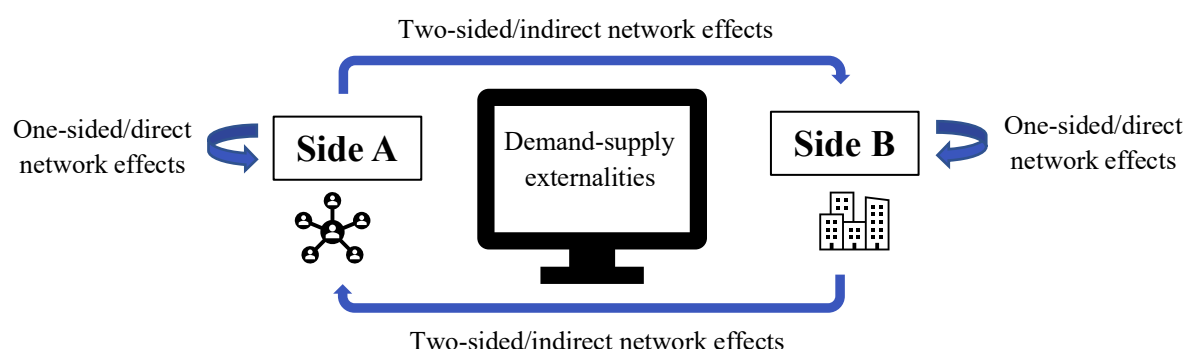 Two-sided/indirect network effects
One-sided/direct
network effects
Side A
Demand-supply
externalities
Side B
One-sided/direct
network effects
Two-sided/indirect network effects